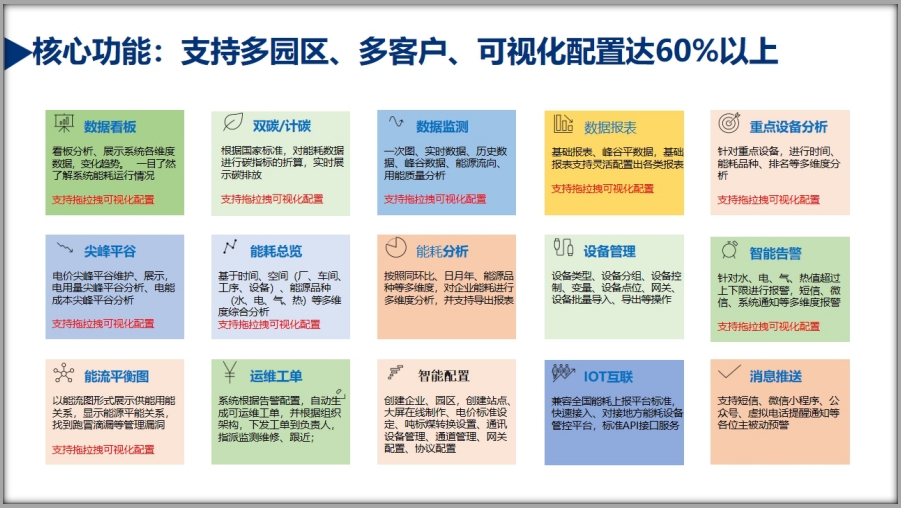 核心功能：支持多园区、多客户、可视化配置达60%以上
数据看板
看板分析、展示系统各维度
数据，变化趋势。 一目了然
了解系统能耗运行情况
支持拖拉拽可视化配置
双碳/计碳
根据国家标准，对能耗数据
进行碳指标的折算，实时展
示碳排放
支持拖拉拽可视化配置
数据监测
一次图、实时数据、历史数
据、峰谷数据、能源流向、
用能质量分析
支持拖拉拽可视化配置
数据报表
基础报表、峰谷平数据，基础
报表支持灵活配置出各类报表
支持拖拉拽可视化配置
重点设备分析
针对重点设备，进行时间、
能耗品种、排名等多维度分
析
支持拖拉拽可视化配置
尖峰平谷
电价尖峰平谷维护、展示，
电用量尖峰平谷分析、电能
成本尖峰平谷分析
支持拖拉拽可视化配置
能耗总览
基于时间、空间（厂、车间、
工序、设备）、能源品种
（水、电、气、热）等多维
度综合分析
支持拖拉拽可视化配置
能耗分析
按照同环比、日月年、能源品
种等多维度，对企业能耗进行
多维度分析，并支持导出报表
设备管理
设备类型、设备分组、设备控
制、变量、设备点位、网关、
设备批量导入、导出等操作
智能告警
针对水、电、气、热值超过
上下限进行报警，短信、微
信、系统通知等多维度报警
支持拖拉拽可视化配置
能流平衡图
以能流图形式展示供能用能
关系，显示能源平能关系，
找到跑冒滴漏等管理漏洞
支持拖拉拽可视化配置
运维工单
系统根据告警配置，自动生
成可运维工单，并根据组织
架构，下发工单到负责人，
指派监测维修、跟近；
智能配置
创建企业、园区，创建站点、
大屏在线制作、电价标准设
定、吨标煤转换设置、通讯
设备管理、通道管理、网关
配置、协议配置
IOT互联
兼容全国能耗上报平台标准，
快速接入、对接地方能耗设备
管控平台，标准API接口服务
消息推送
支持短信、微信小程序、公
众号、虚拟电话提醒通知等
各位主被动预警